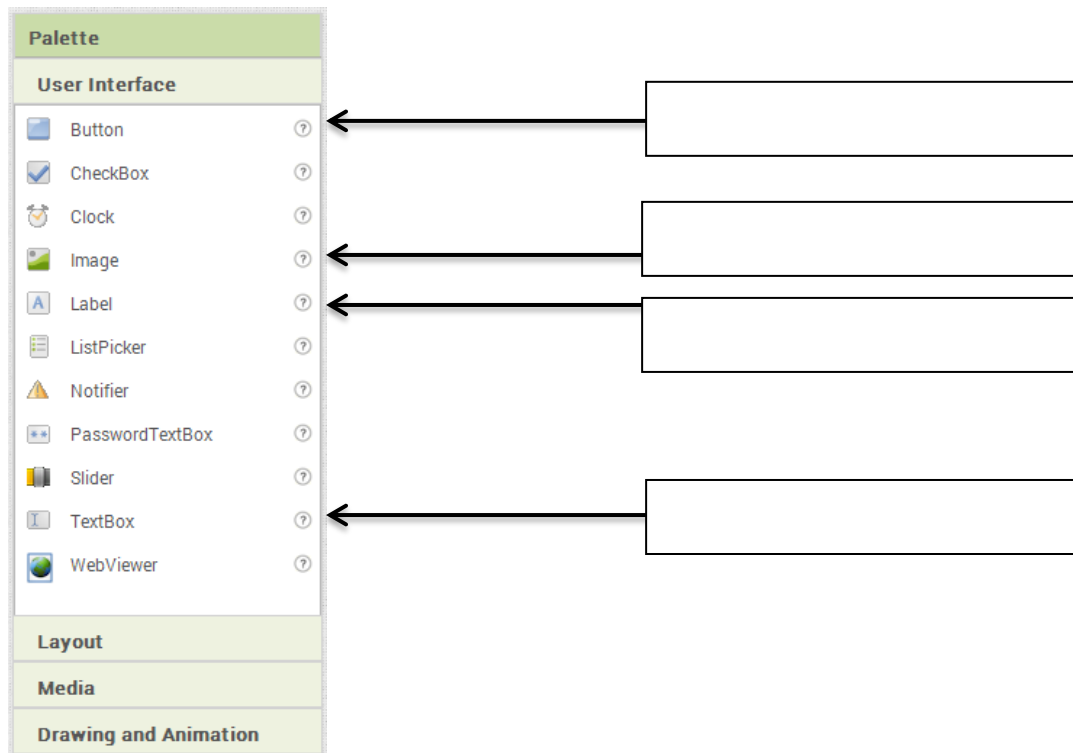 Palette
User Interface
Button ?
CheckBox ?
Clock ?
Image ?
A Label ?
ListPicker ?
Notifier ?
** PasswordTextBox ?
Slider ?
TextBox ?
WebViewer ?
Layout
Media
Drawing and Animation